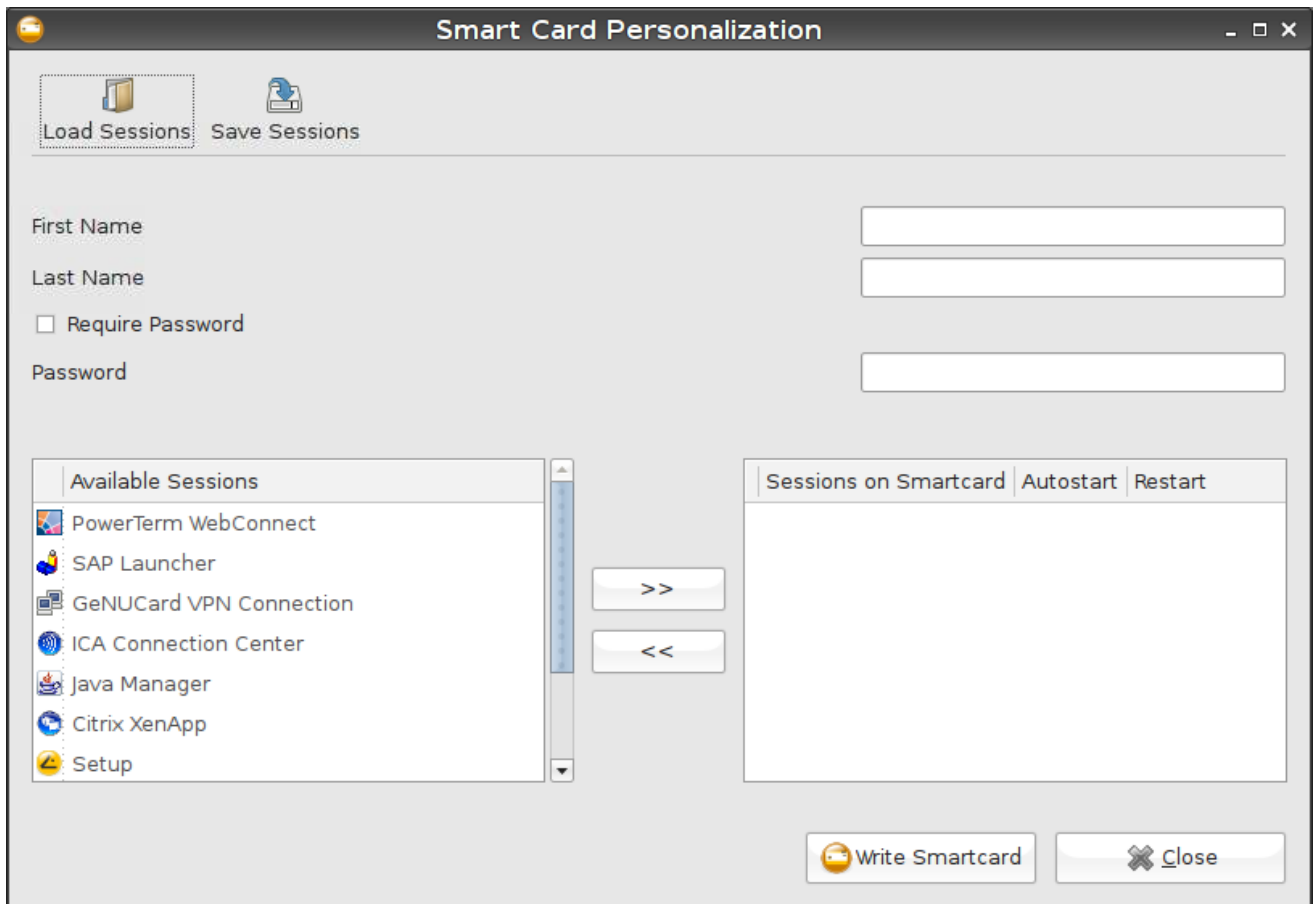 Smart Card Personalization
Load Sessions Save Sessions
First Name
Last Name
Require Password
Password
Available Sessions
PowerTerm WebConnect
SAP Launcher
GeNUCard VPN Connection
ICA Connection Center
Java Manager
Citrix XenApp
Setup
>>
<<
Sessions on Smartcard Autostart Restart
Write Smartcard Close